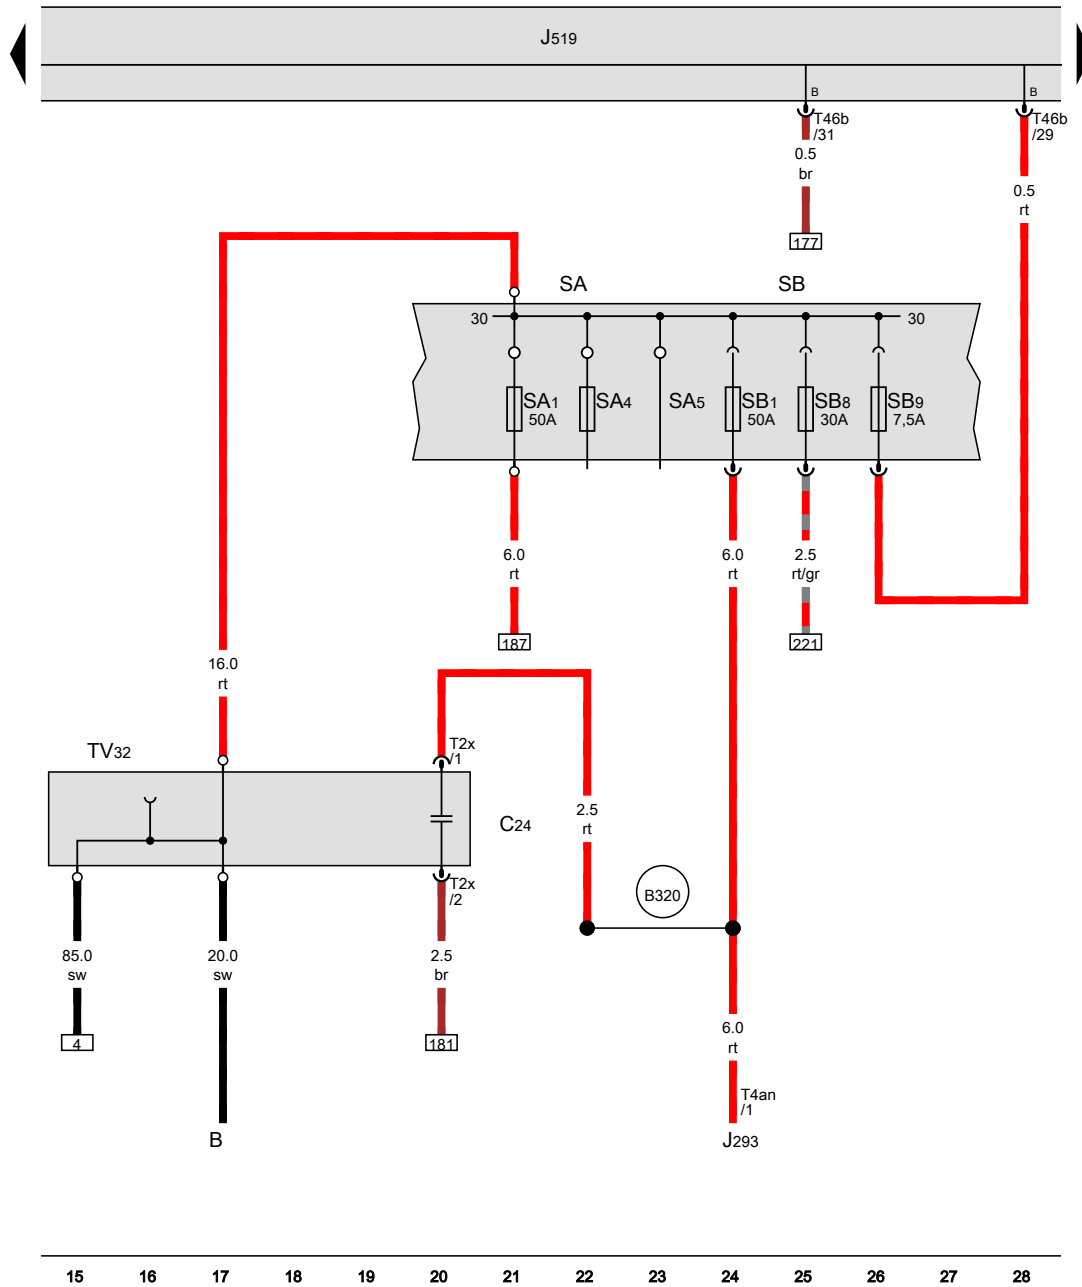 J519
B
B
T46b
/31
T46b
/29
0.5
br
0.5
rt
177
SA
SB
30
30
SA1
50A
SA4
SA5
SB1
50A
SB8
30A
SB9
7,5A
6.0
rt
6.0
rt
2.5
rt/gr
187
221
16.0
rt
TV32
T2x
/1
C24
2.5
rt
T2x
/2
B320
85.0
sw
20.0
sw
2.5
br
4
181
6.0
rt
T4an
/1
B
J293
15 16 17 18 19 20 21 22 23 24 25 26 27 28